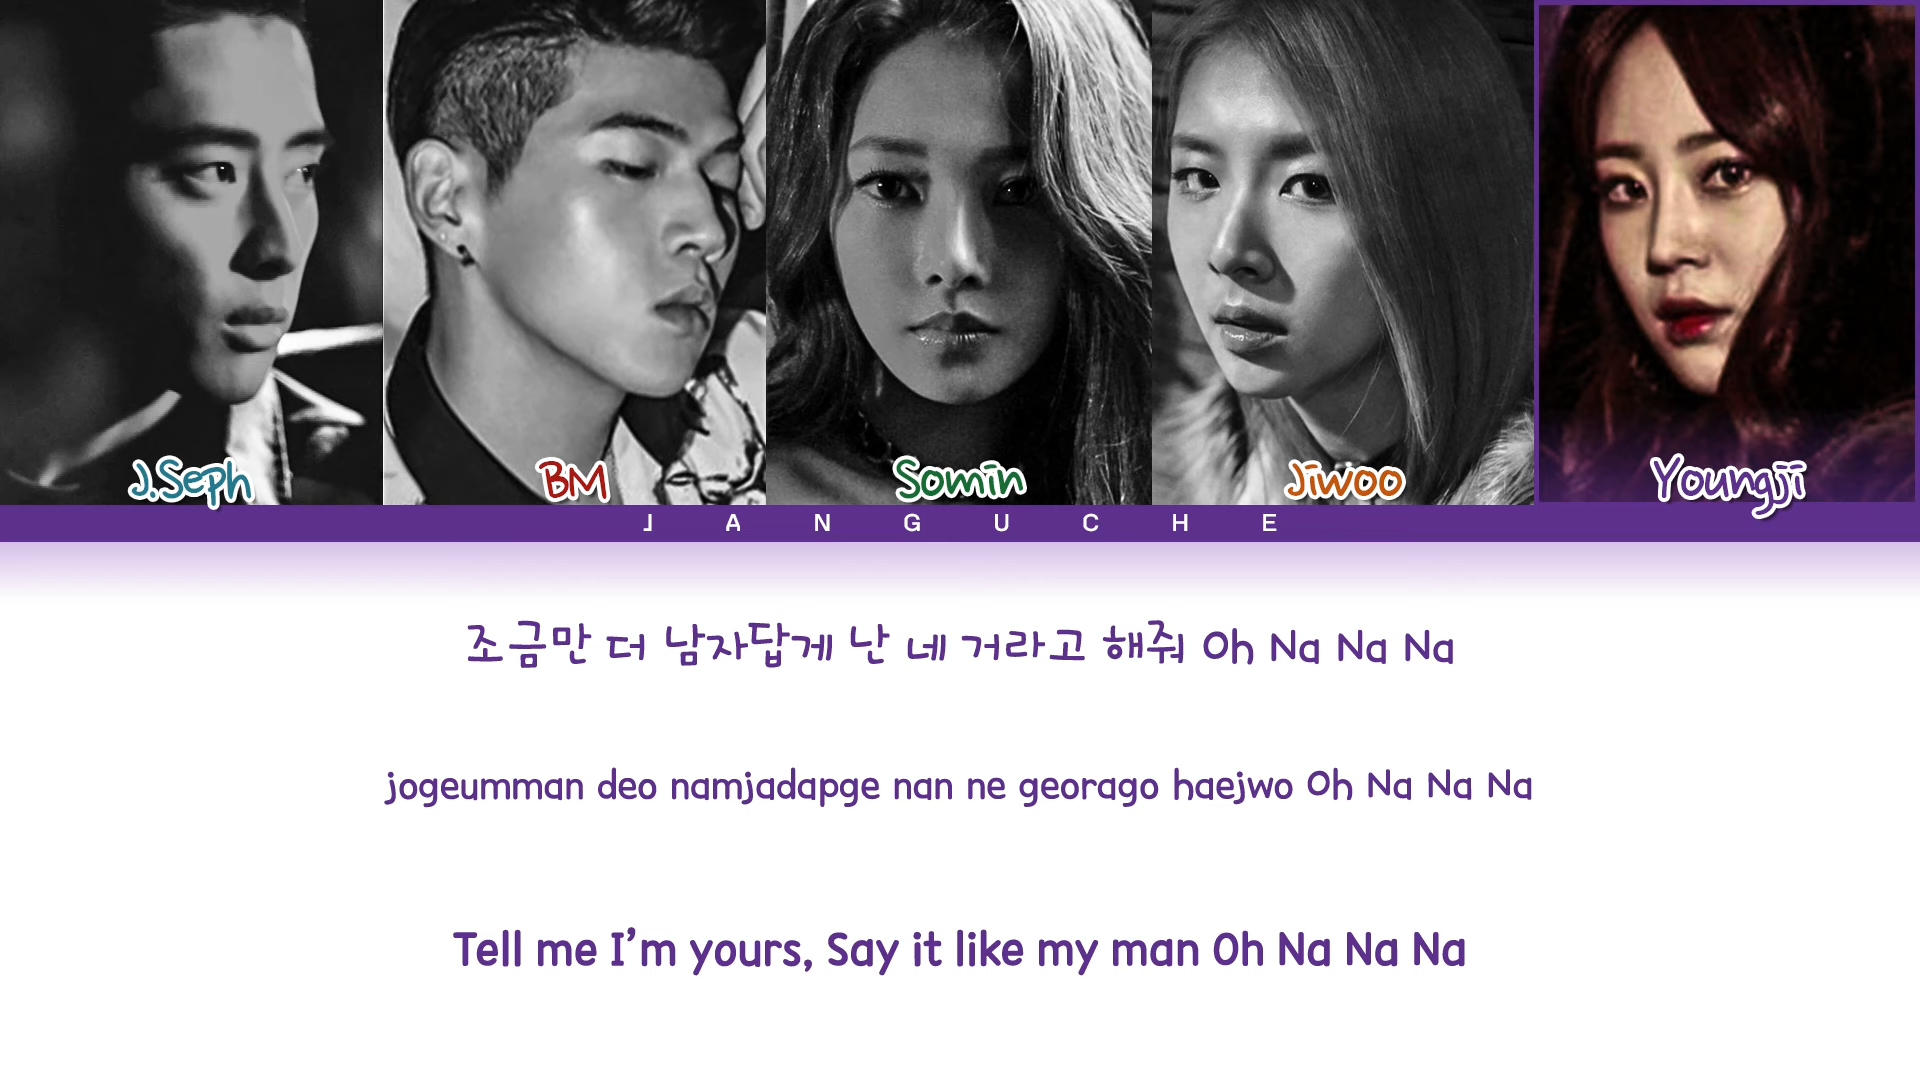 J.Seph
BM
Somin
Jiwoo
Youngji
JANGUCHE
조금만 더 남자답게 난 네 거라고 해줘 Oh Na Na Na
jogeumman deo namjadapge nan ne georago haejwo Oh Na Na Na
Tell me I'm yours, Say it like my man Oh Na Na Na